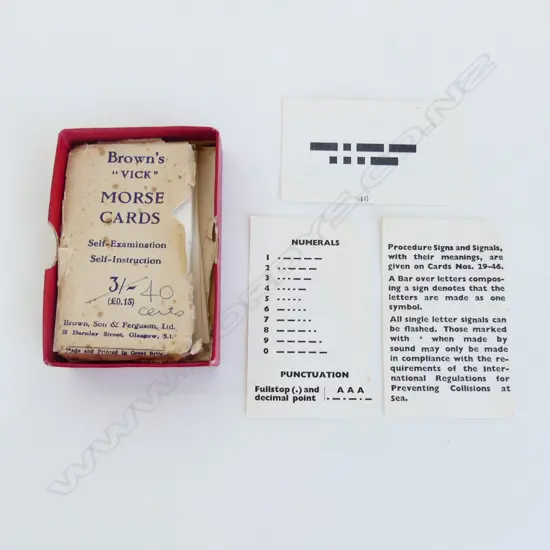 Brown's
"VICK"
MORSE
CARDS
Self-Examination
Self-Instruction
3/- 40
(£0.15) cents
Brown, Son & Ferguson, Ltd.
Darnley Street, Glasgow, S.1
Made and Printed in Great
46
NUMERALS
1 · — — — —
2 · · — — —
3 · · · — —
4 · · · · —
5 · · · · ·
6 — · · · ·
7 — — · · ·
8 — — — · ·
9 — — — — ·
0 — — — — —
PUNCTUATION
Fullstop (.) and A A A
decimal point · — · — · —
Procedure Signs and Signals,
with their meanings, are
given on Cards Nos. 29-46.
A Bar over letters compos-
ing a sign denotes that the
letters are made as one
symbol.
All single letter signals can
be flashed. Those marked
with * when made by
sound may only be made
in compliance with the re-
quirements of the Inter-
national Regulations for
Preventing Collisions at
Sea.